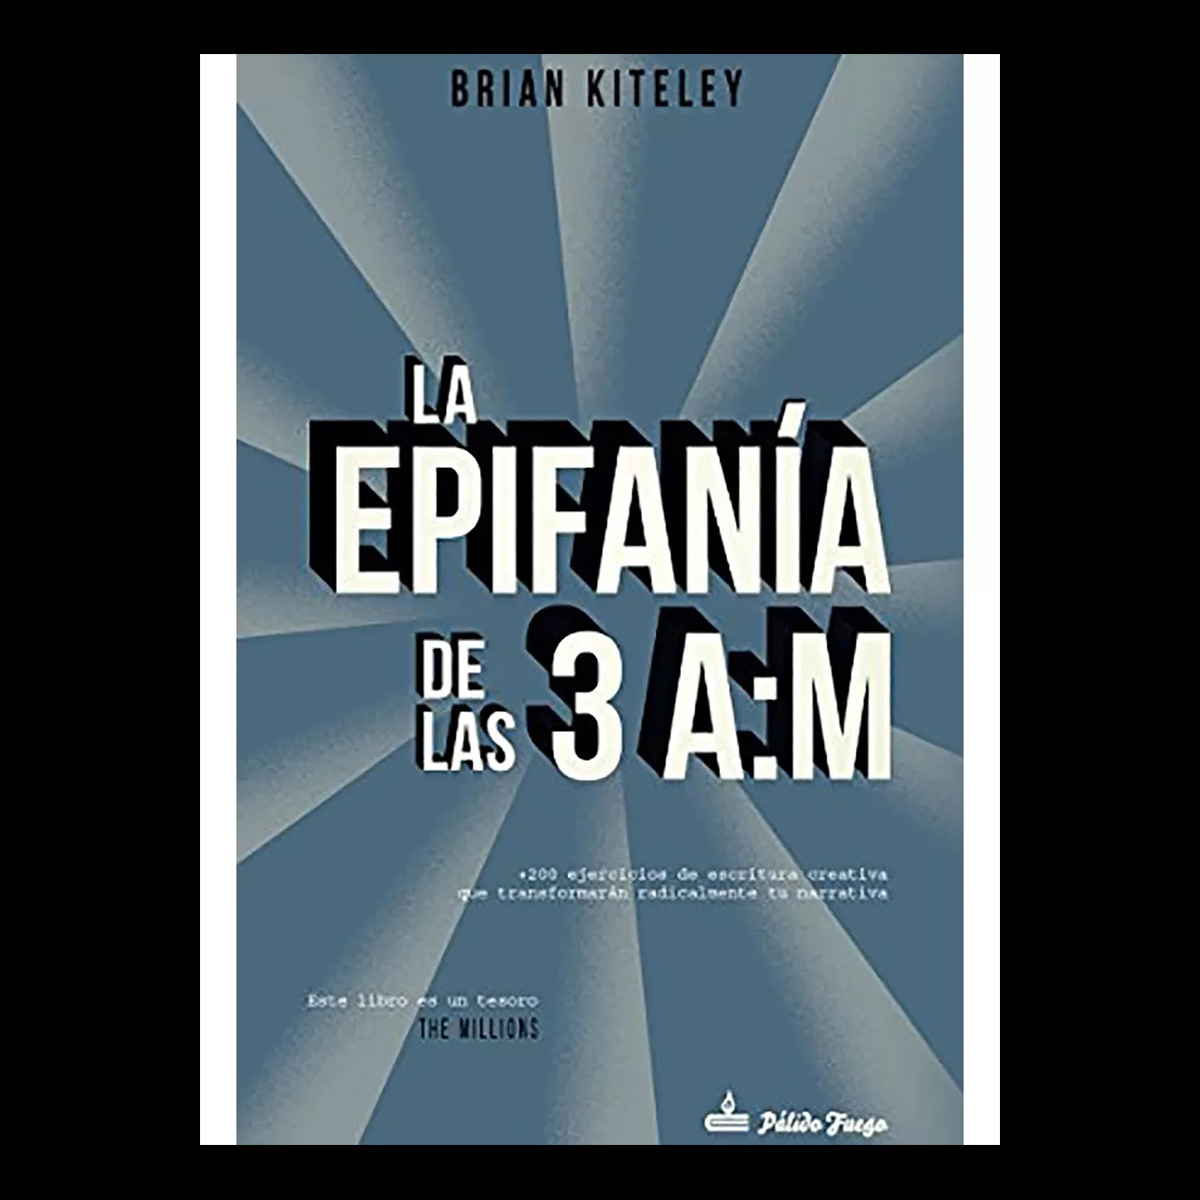 BRIAN KITELEY
LA
EPIFANÍA
DE
LAS
3 A:M
+200 ejercicios de escritura creativa
que transformarán radicalmente tu narrativa
Este libro es un tesoro
THE MILLIONS
Pálido Fuego